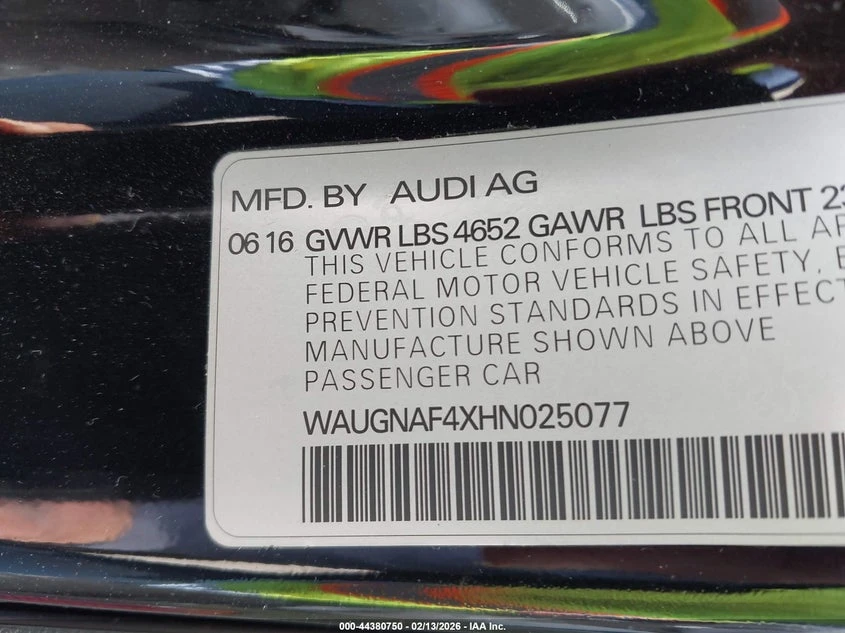 MFD. BY AUDI AG
06 16 GVWR LBS 4652 GAWR LBS FRONT 23
THIS VEHICLE CONFORMS TO ALL AP
FEDERAL MOTOR VEHICLE SAFETY,
PREVENTION STANDARDS IN EFFECT
MANUFACTURE SHOWN ABOVE
PASSENGER CAR
WAUGNAF4XHN025077
000-44380750 - 02/13/2026 - IAA Inc.